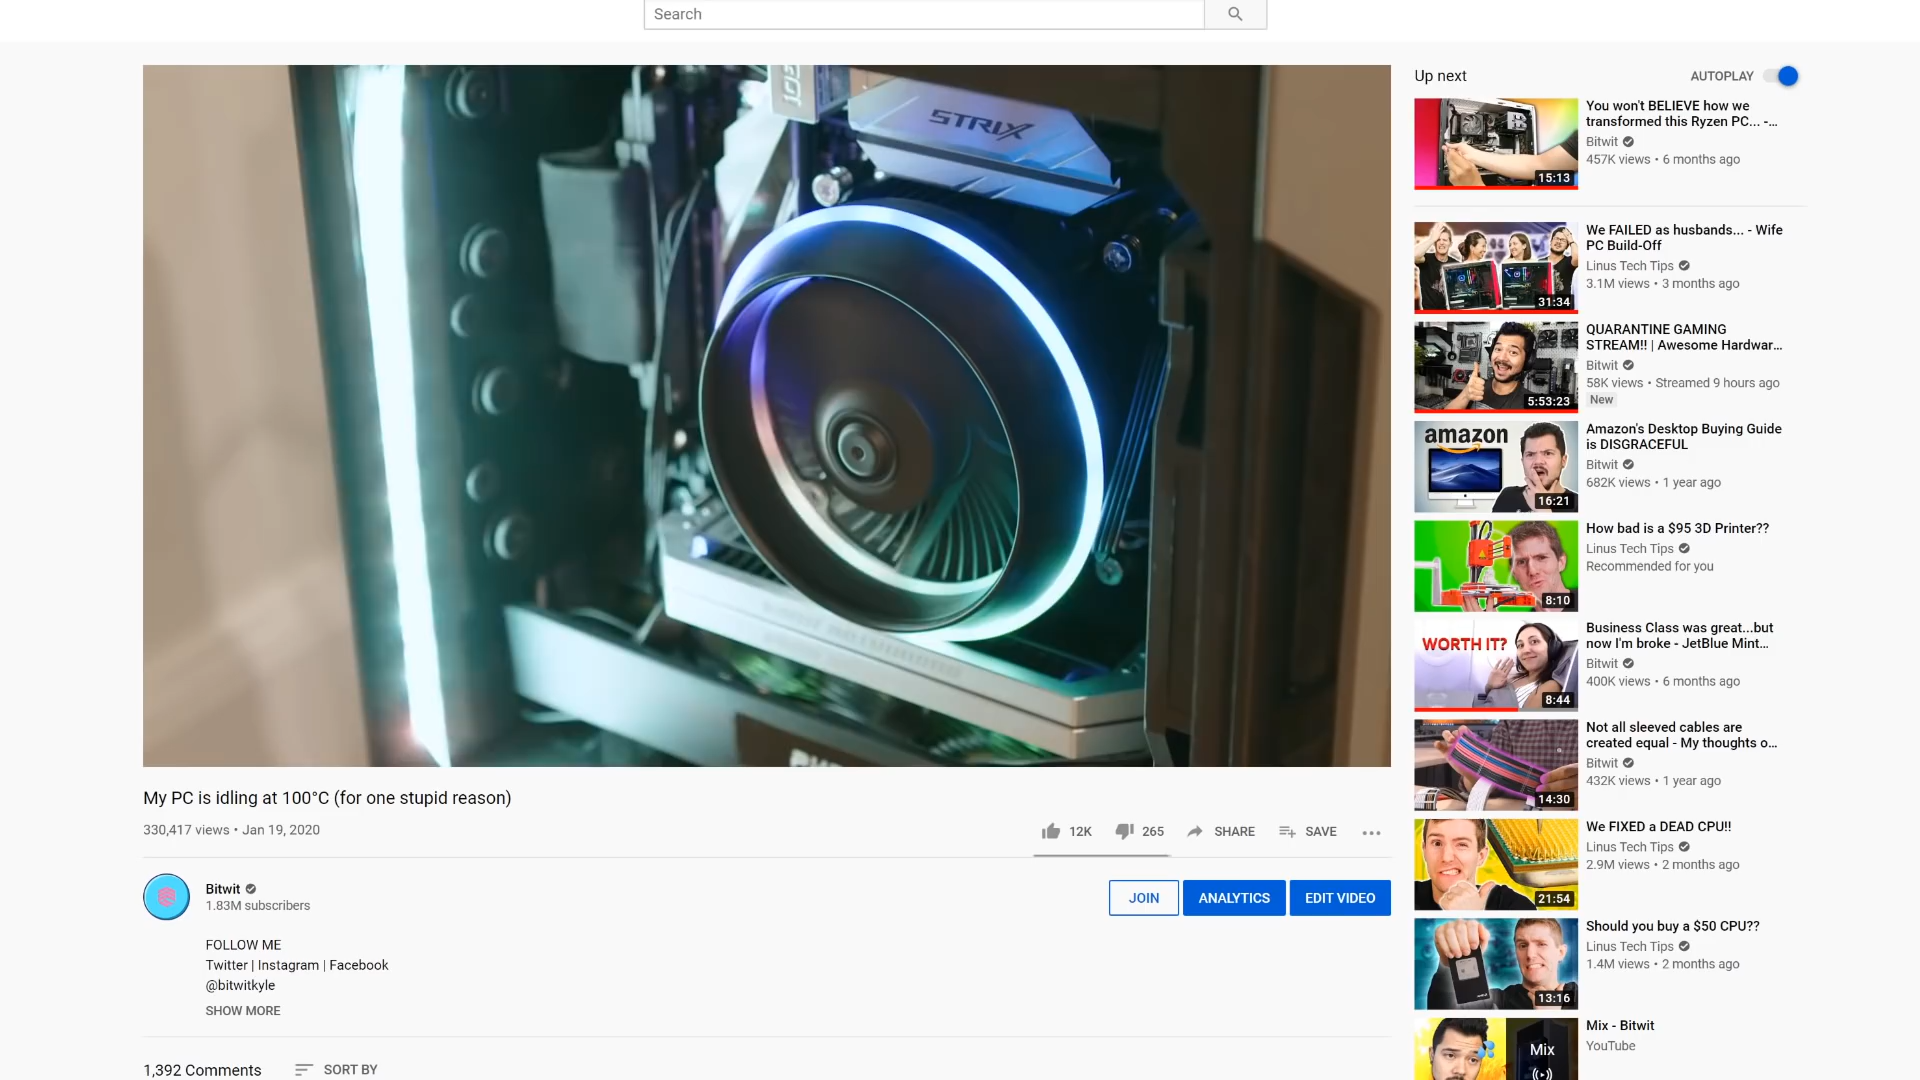 Search
STRIX
My PC is idling at 100°C (for one stupid reason)
330,417 views • Jan 19, 2020
12K
265
SHARE
SAVE
Bitwit
1.83M subscribers
JOIN
ANALYTICS
EDIT VIDEO
FOLLOW ME
Twitter | Instagram | Facebook
@bitwitkyle
SHOW MORE
1,392 Comments
SORT BY
Up next
AUTOPLAY
15:13
You won't BELIEVE how we
transformed this Ryzen PC... -...
Bitwit
457K views • 6 months ago
31:34
We FAILED as husbands... - Wife
PC Build-Off
Linus Tech Tips
3.1M views • 3 months ago
5:53:23
QUARANTINE GAMING
STREAM!! | Awesome Hardwar...
Bitwit
58K views • Streamed 9 hours ago
New
amazon
16:21
Amazon's Desktop Buying Guide
is DISGRACEFUL
Bitwit
682K views • 1 year ago
8:10
How bad is a $95 3D Printer??
Linus Tech Tips
Recommended for you
WORTH IT?
8:44
Business Class was great...but
now I'm broke - JetBlue Mint...
Bitwit
400K views • 6 months ago
14:30
Not all sleeved cables are
created equal - My thoughts o...
Bitwit
432K views • 1 year ago
21:54
We FIXED a DEAD CPU!!
Linus Tech Tips
2.9M views • 2 months ago
13:16
Should you buy a $50 CPU??
Linus Tech Tips
1.4M views • 2 months ago
Mix
Mix - Bitwit
YouTube